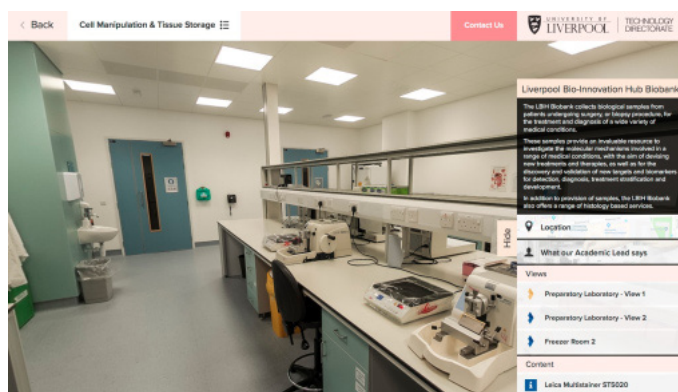 Back
Cell Manipulation & Tissue Storage
Contact Us
UNIVERSITY OF
LIVERPOOL
TECHNOLOGY
DIRECTORATE
Liverpool Bio-Innovation Hub Biobank
The LBIH Biobank collects biological samples from
patients undergoing surgery, or biopsy procedure, for
the treatment and diagnosis of a wide variety of
medical conditions.
These samples provide an invaluable resource to
investigate the molecular mechanisms involved in a
range of medical conditions, with the aim of devising
new treatments and therapies, as well as for the
discovery and validation of new targets and biomarkers
for detection, diagnosis, treatment stratification and
development.
In addition to provision of samples, the LBIH Biobank
also offers a range of histology based services.
Hide
Location
What our Academic Lead says
Views
Preparatory Laboratory - View 1
Preparatory Laboratory - View 2
Freezer Room 2
Content
Leica Multistainer ST5020